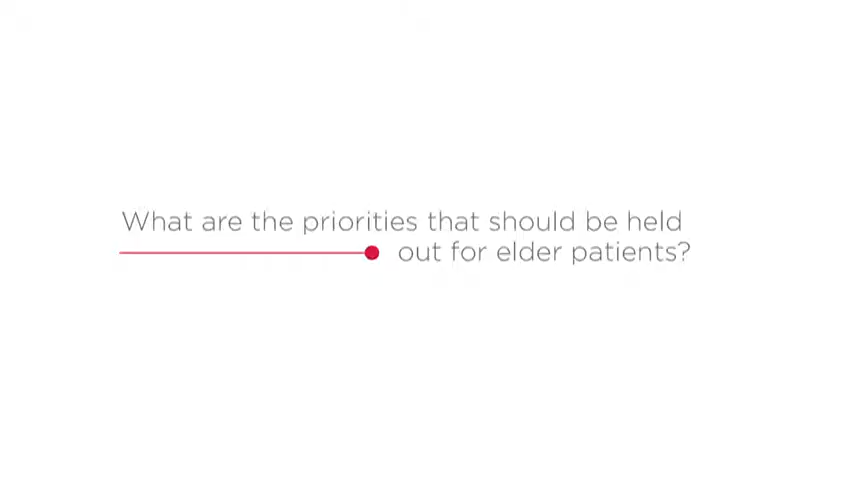 What are the priorities that should be held
out for elder patients?